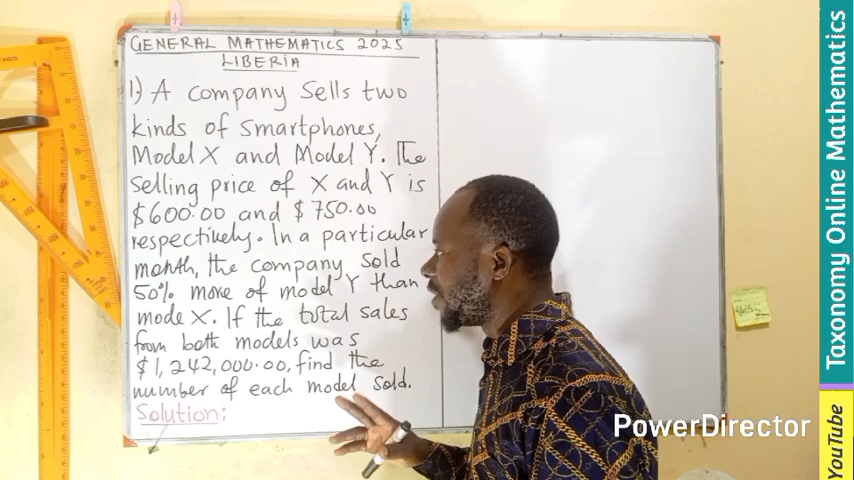 GENERAL MATHEMATICS 2025
LIBERIA
1) A company sells two
kinds of smartphones,
Model X and Model Y. The
selling price of X and Y is
$600.00 and $750.00
respectively. In a particular
month, the company sold
50% more of model Y than
mode X. If the total sales
from both models was
$1,242,000.00, find the
number of each model sold.
Solution:
Taxonomy Online Mathematics
YouTube
PowerDirector